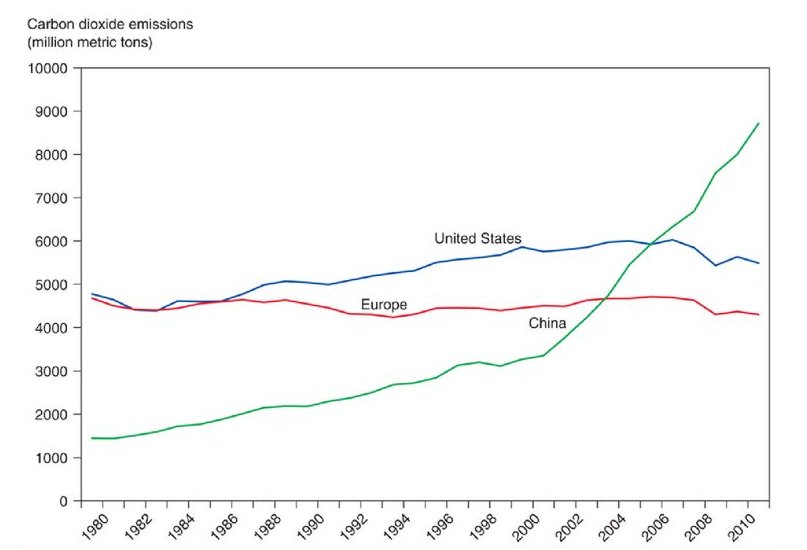 Carbon dioxide emissions
(million metric tons)
10000
9000
8000
7000
6000
5000
4000
3000
2000
1000
0
United States
Europe
China
1980 1982 1984 1986 1988 1990 1992 1994 1996 1998 2000 2002 2004 2006 2008 2010